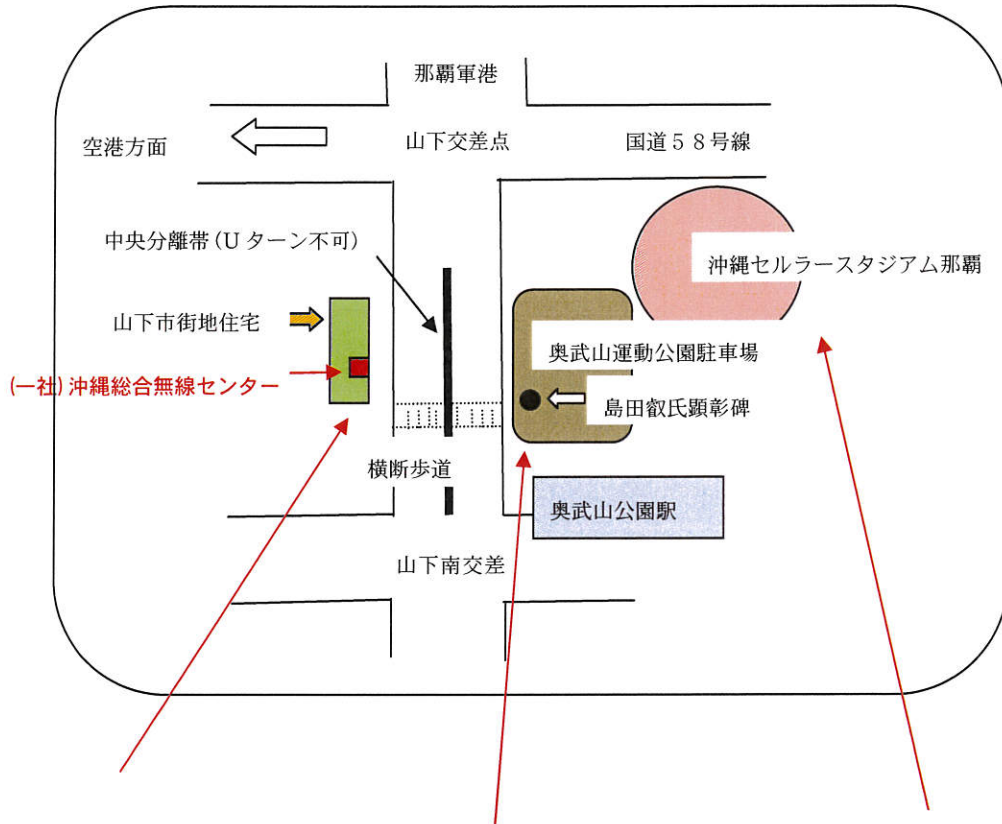 那覇軍港
空港方面
山下交差点
国道５８号線
中央分離帯(Uターン不可)
沖縄セルラースタジアム那覇
山下市街地住宅
奥武山運動公園駐車場
(一社)沖縄総合無線センター
島田叡氏顕彰碑
横断歩道
奥武山公園駅
山下南交差